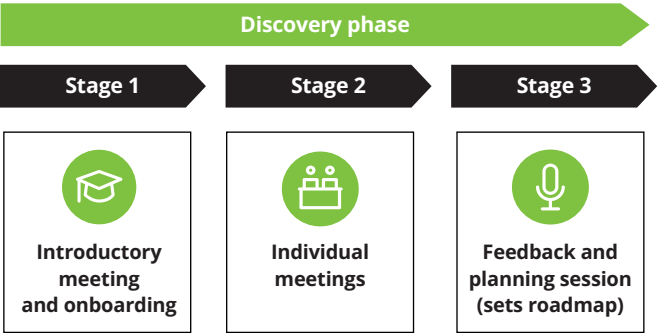 Discovery phase
Stage 1
Stage 2
Stage 3
Introductory
meeting
and onboarding
Individual
meetings
Feedback and
planning session
(sets roadmap)